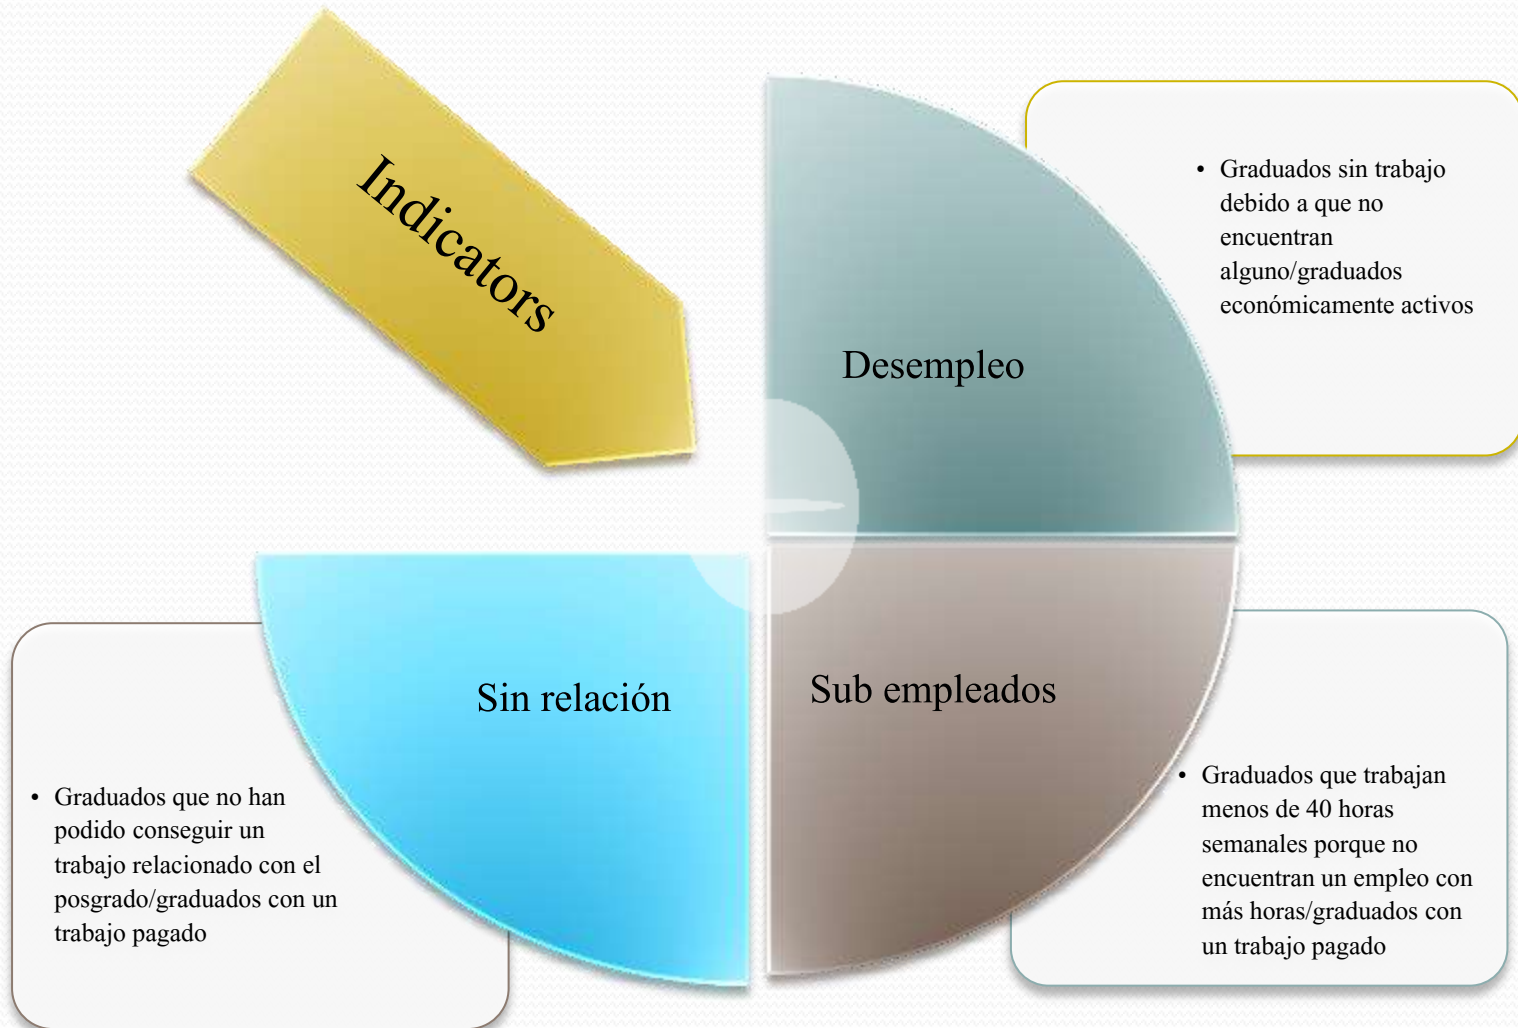 Indicators
Desempleo
• Graduados sin trabajo
debido a que no
encuentran
alguno/graduados
económicamente activos
Sin relación
Sub empleados
• Graduados que no han
podido conseguir un
trabajo relacionado con el
posgrado/graduados con un
trabajo pagado
• Graduados que trabajan
menos de 40 horas
semanales porque no
encuentran un empleo con
más horas/graduados con
un trabajo pagado